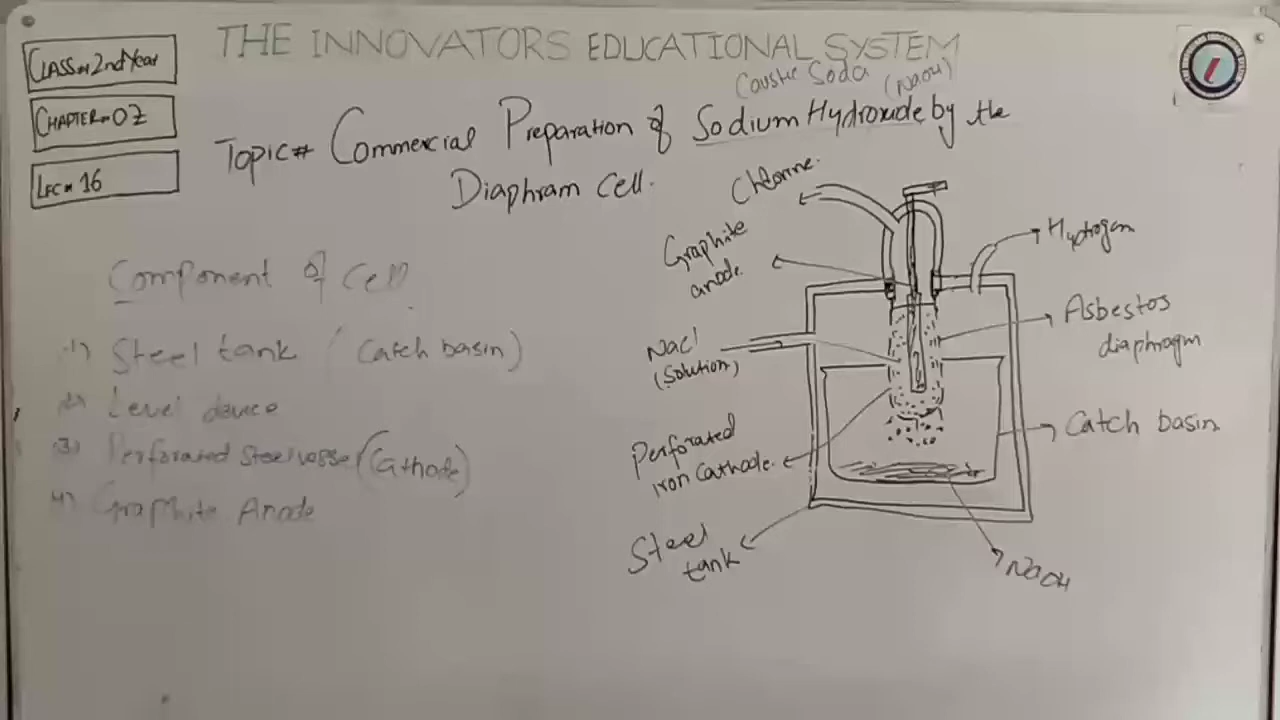 THE INNOVATORS EDUCATIONAL SYSTEM
CLASS # 2nd Year
CHAPTER # 02
LEC # 16
Caustic Soda (NaOH)
Topic # Commercial Preparation of Sodium Hydroxide by the
Diaphram Cell.
Component of Cell
1) Steel tank (Catch basin)
2) Level device
3) Perforated Steel vessel (Cathode)
4) Graphite Anode
Chlorine.
Graphite
anode.
NaCl
(Solution)
Perforated
iron Cathode.
Steel
tank
Hydrogen
Asbestos
diaphragm
Catch basin
NaOH